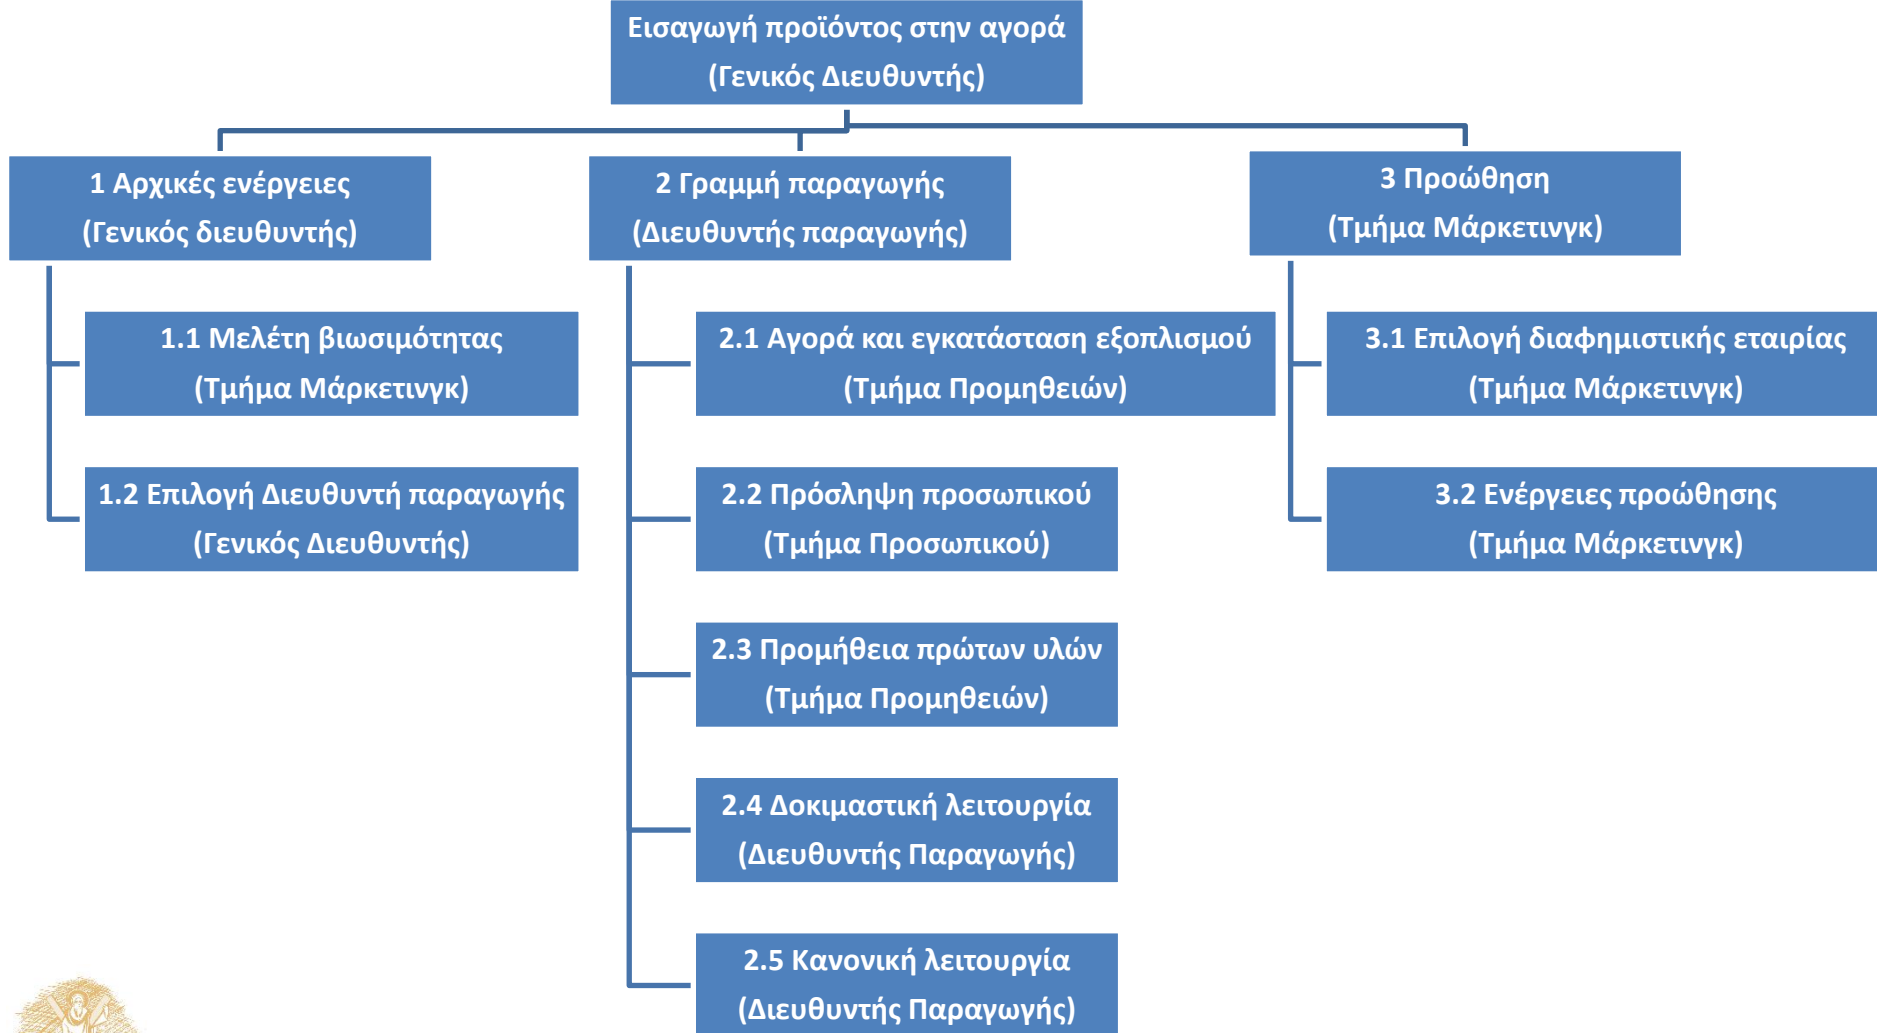 Εισαγωγή προϊόντος στην αγορά
(Γενικός Διευθυντής)
1 Αρχικές ενέργειες
(Γενικός διευθυντής)
1.1 Μελέτη βιωσιμότητας
(Τμήμα Μάρκετινγκ)
1.2 Επιλογή Διευθυντή παραγωγής
(Γενικός Διευθυντής)
2 Γραμμή παραγωγής
(Διευθυντής παραγωγής)
2.1 Αγορά και εγκατάσταση εξοπλισμού
(Τμήμα Προμηθειών)
2.2 Πρόσληψη προσωπικού
(Τμήμα Προσωπικού)
2.3 Προμήθεια πρώτων υλών
(Τμήμα Προμηθειών)
2.4 Δοκιμαστική λειτουργία
(Διευθυντής Παραγωγής)
2.5 Κανονική λειτουργία
(Διευθυντής Παραγωγής)
3 Προώθηση
(Τμήμα Μάρκετινγκ)
3.1 Επιλογή διαφημιστικής εταιρίας
(Τμήμα Μάρκετινγκ)
3.2 Ενέργειες προώθησης
(Τμήμα Μάρκετινγκ)